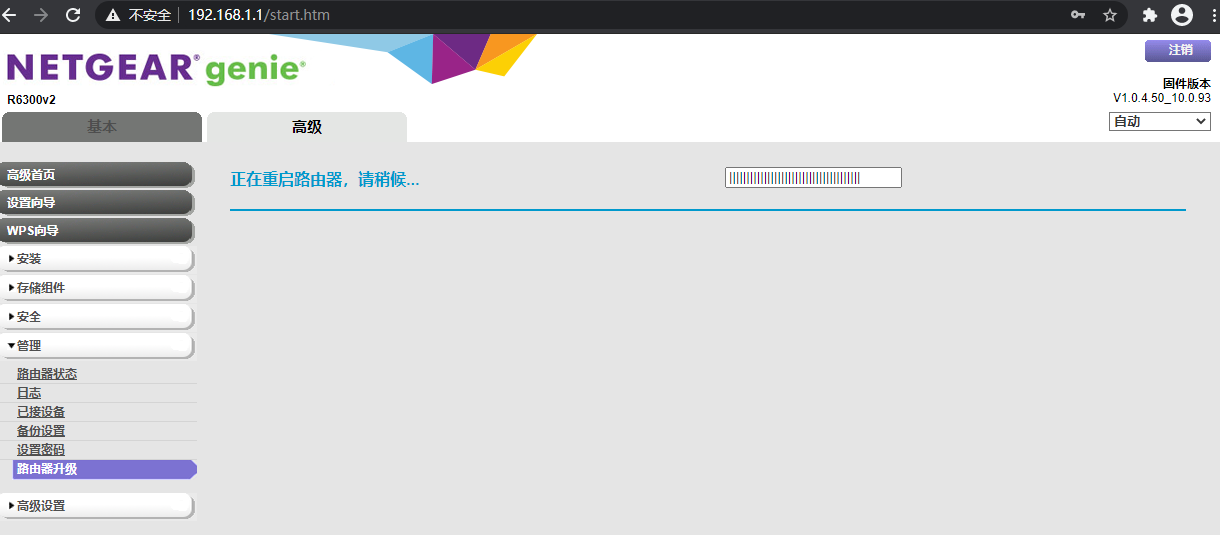 不安全 192.168.1.1/start.htm
NETGEAR® genie®
注销
R6300v2
固件版本
V1.0.4.50_10.0.93
基本
高级
自动
高级首页
正在重启路由器，请稍候...
设置向导
WPS向导
安装
存储组件
安全
管理
路由器状态
日志
已接设备
备份设置
设置密码
路由器升级
高级设置